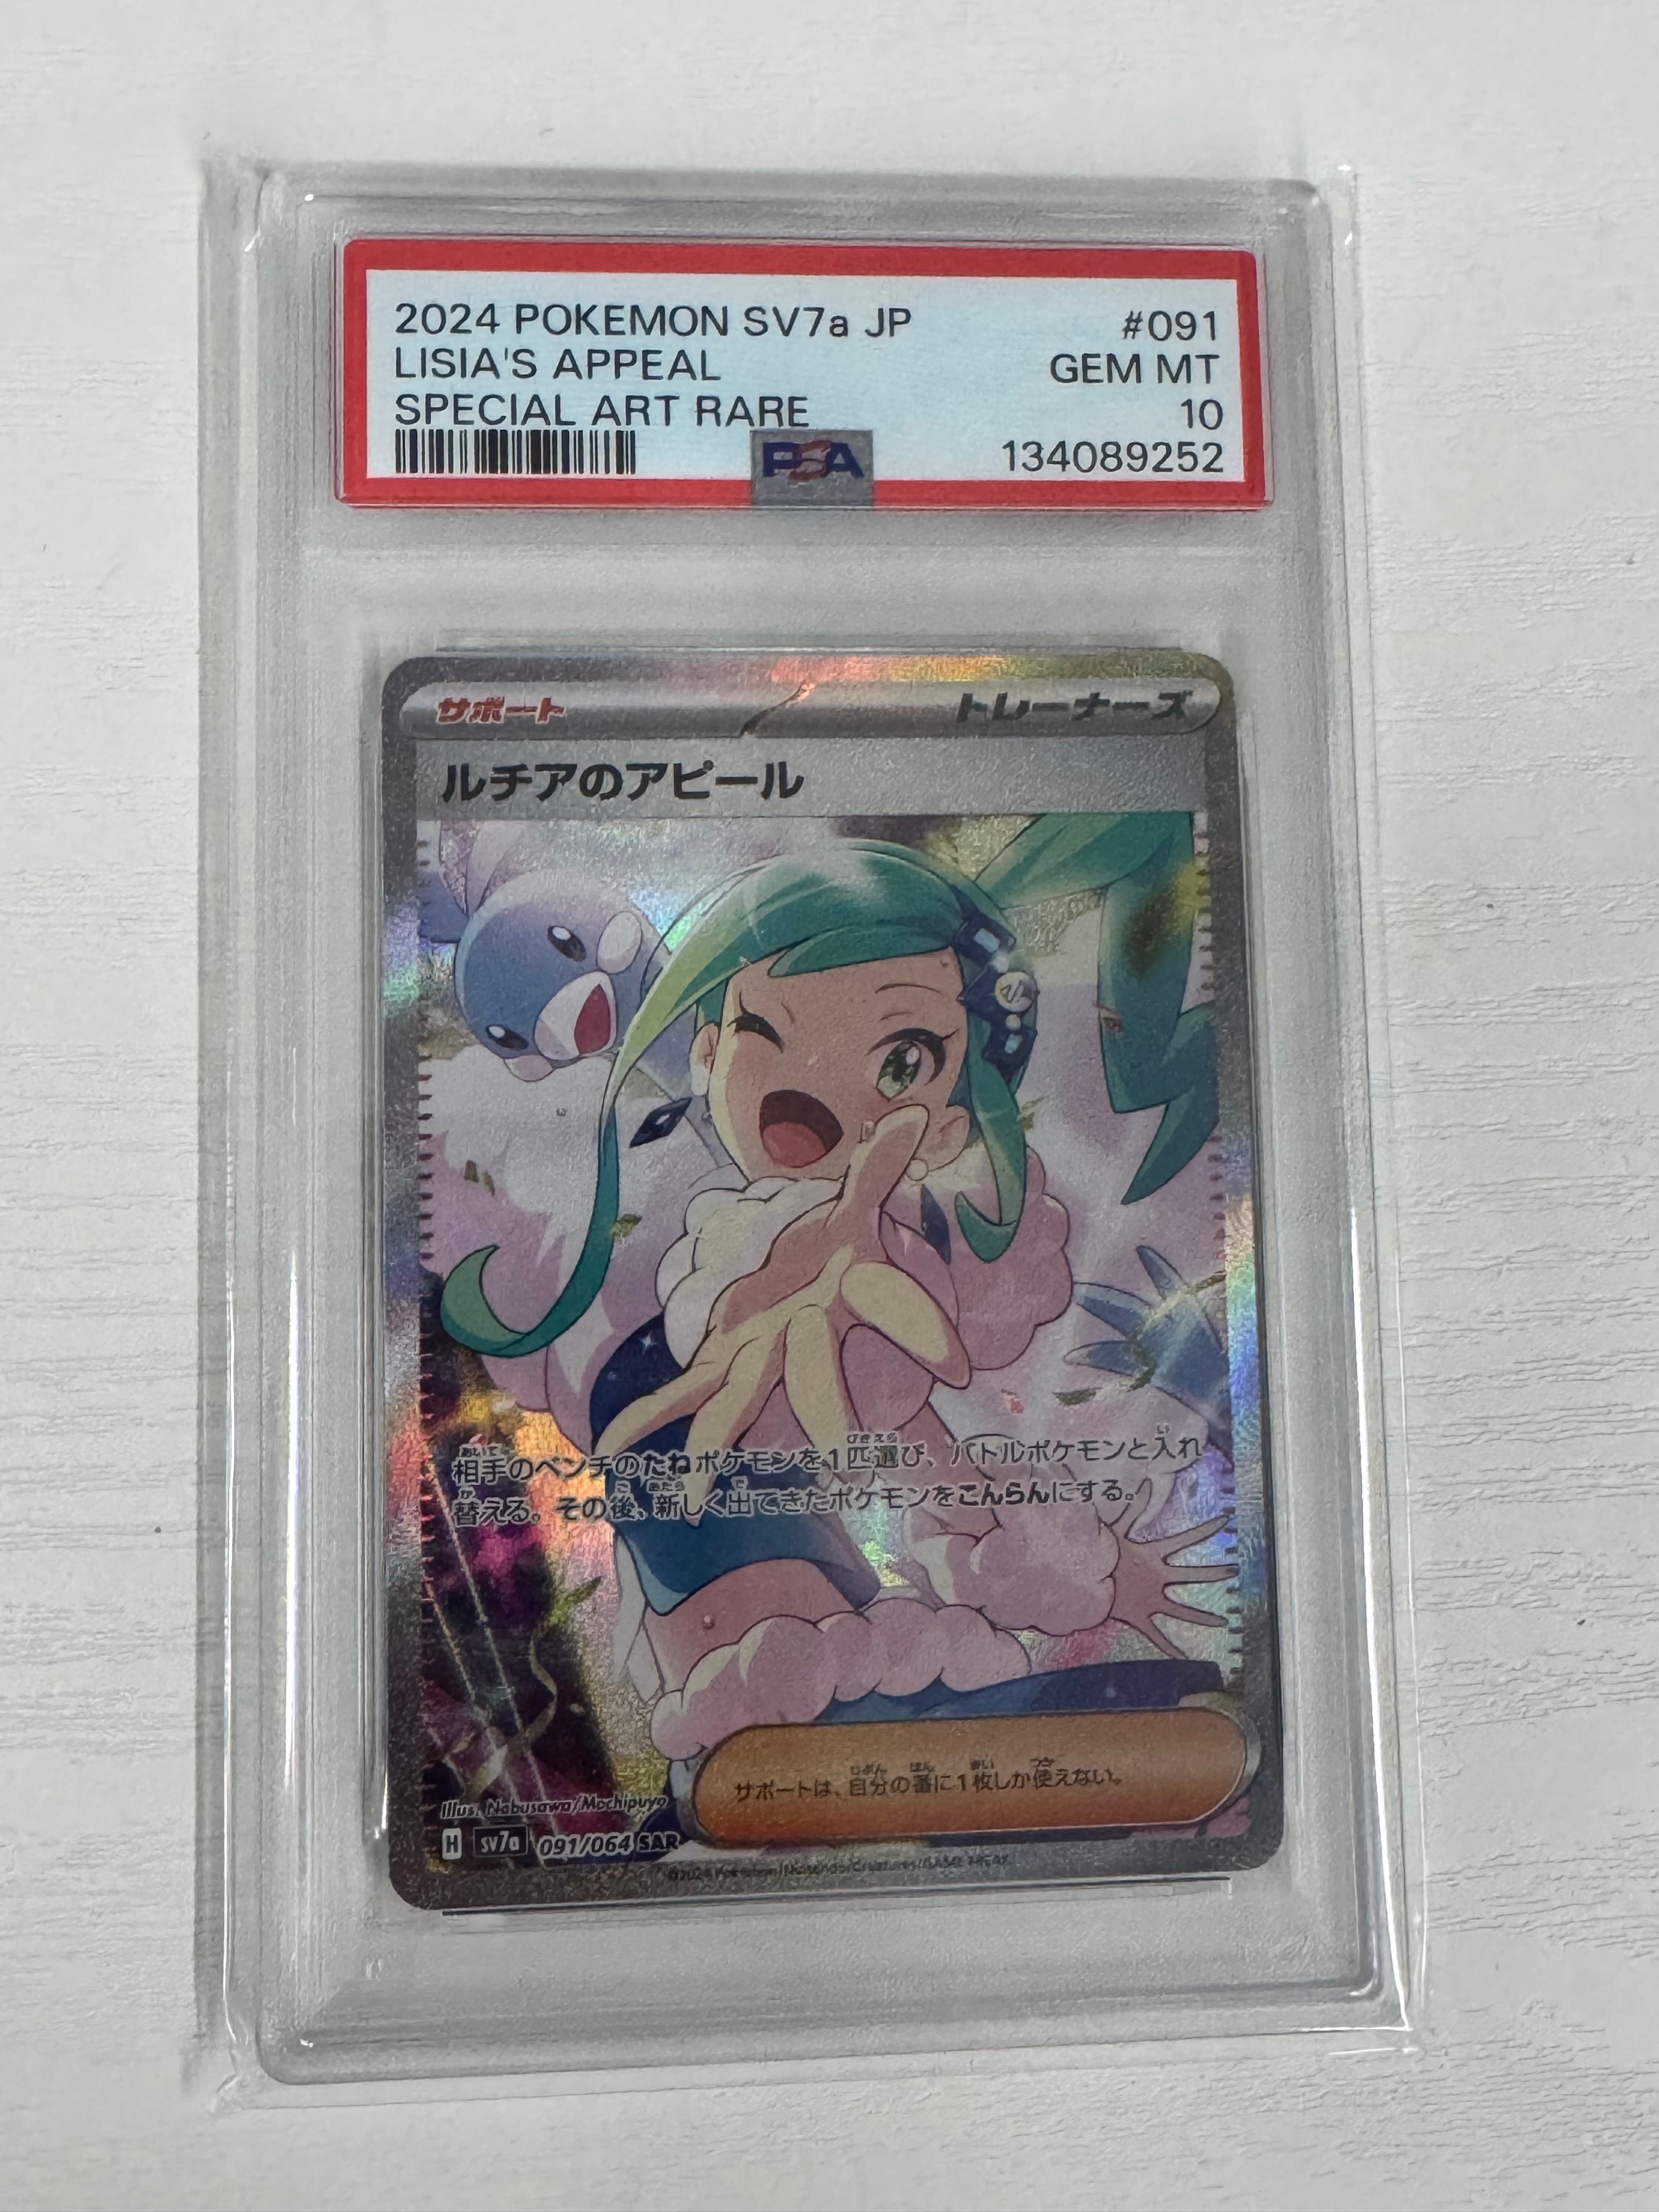 2024 POKEMON SV7a JP #091
LISIA'S APPEAL GEM MT
SPECIAL ART RARE 10
PSA 134089252
サポート トレーナーズ
ルチアのアピール
相手のベンチのたねポケモンを1匹選び、バトルポケモンと入れ
替える。その後、新しく出てきたポケモンをこんらんにする。
サポートは、自分の番に1枚しか使えない。
Illus. Nabusawa/Mochipuyo
H sv7a 091/064 SAR